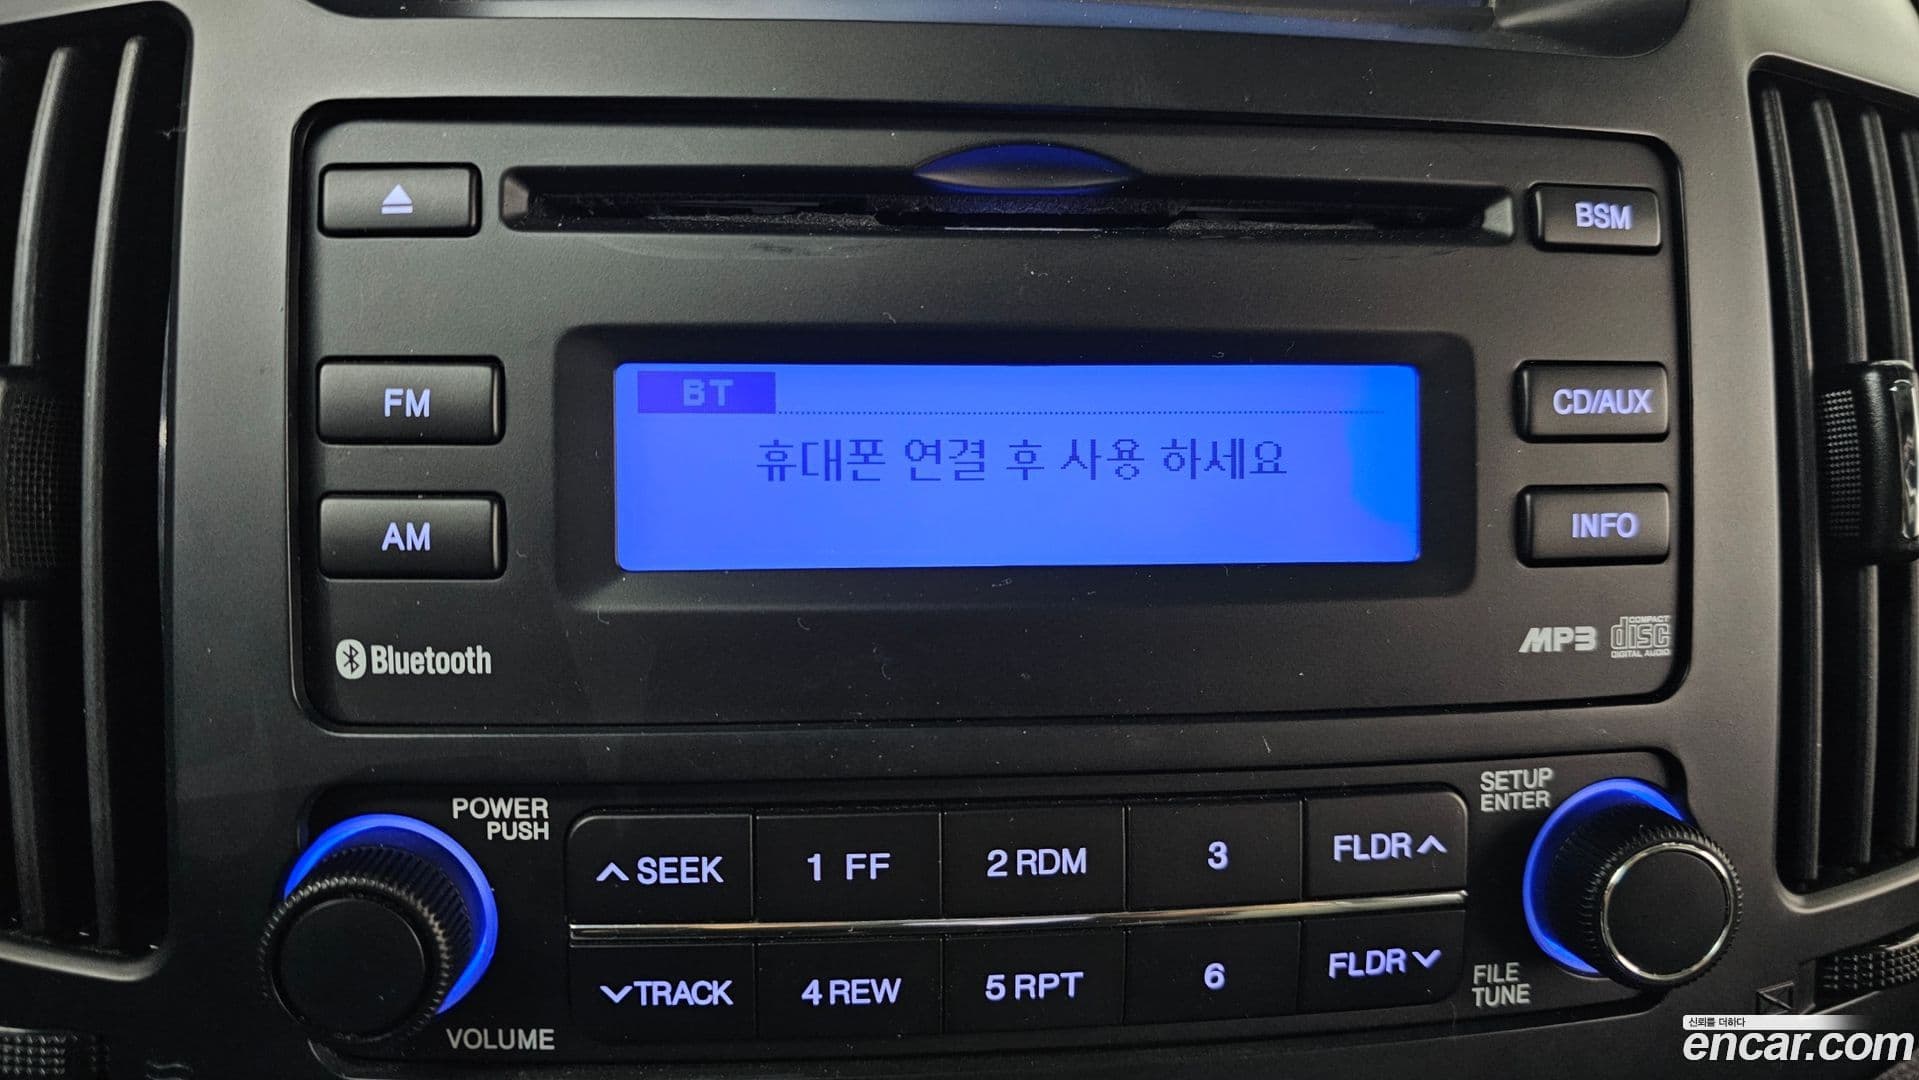 BSM
BT
휴대폰 연결 후 사용 하세요
FM
CD/AUX
AM
INFO
Bluetooth
MP3
COMPACT
disc
DIGITAL AUDIO
POWER
PUSH
SETUP
ENTER
SEEK
1 FF
2 RDM
3
FLDR
TRACK
4 REW
5 RPT
6
FLDR
FILE
TUNE
VOLUME
신뢰를 더하다
encar.com